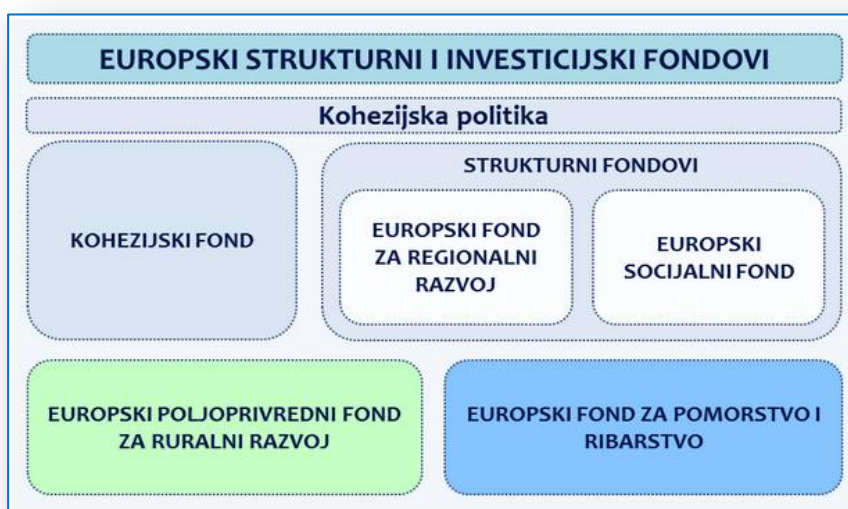 EUROPSKI STRUKTURNI I INVESTICIJSKI FONDOVI
Kohezijska politika
KOHEZIJSKI FOND
STRUKTURNI FONDOVI
EUROPSKI FOND
ZA REGIONALNI
RAZVOJ
EUROPSKI
SOCIJALNI FOND
EUROPSKI POLJOPRIVREDNI FOND
ZA RURALNI RAZVOJ
EUROPSKI FOND ZA POMORSTVO I
RIBARSTVO